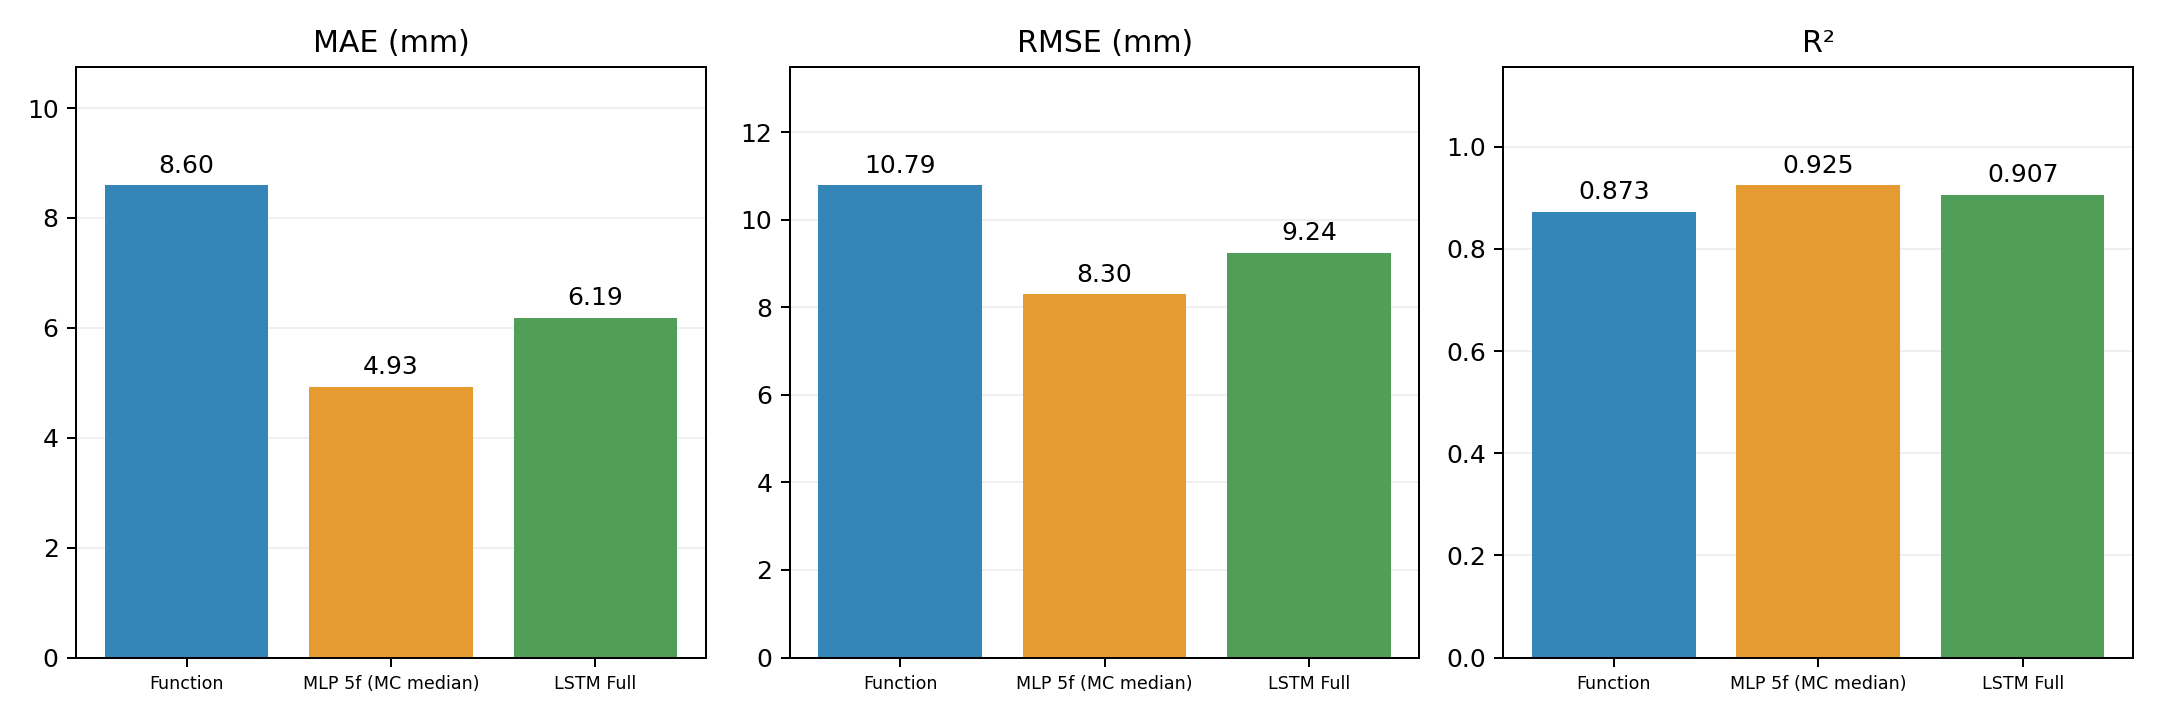 MAE (mm)
10
8
6
4
2
0
8.60
4.93
6.19
Function
MLP 5f (MC median)
LSTM Full
RMSE (mm)
12
10
8
6
4
2
0
10.79
8.30
9.24
Function
MLP 5f (MC median)
LSTM Full
R²
1.0
0.8
0.6
0.4
0.2
0.0
0.873
0.925
0.907
Function
MLP 5f (MC median)
LSTM Full